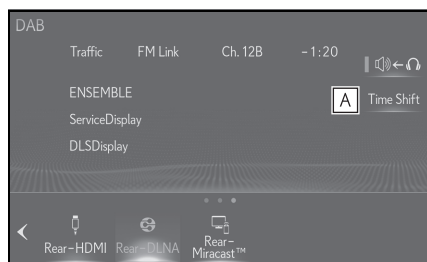 DAB
Traffic FM Link Ch. 12B -1:20
ENSEMBLE
A Time Shift
ServiceDisplay
DLSDisplay
Rear-HDMI Rear-DLNA Rear-
Miracast™